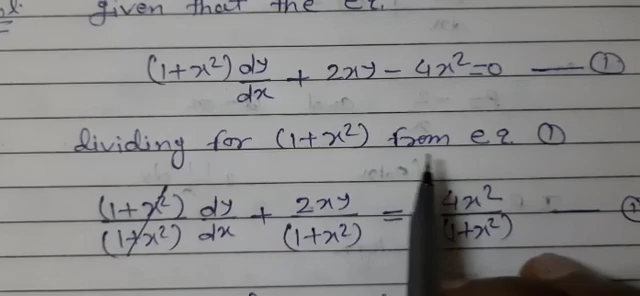 given that the eq.
(1+x²) dy/dx + 2xy - 4x² = 0 — ①
dividing for (1+x²) from eq ①
(1+x²)/(1+x²) dy/dx + 2xy/(1+x²) = 4x²/(1+x²) —